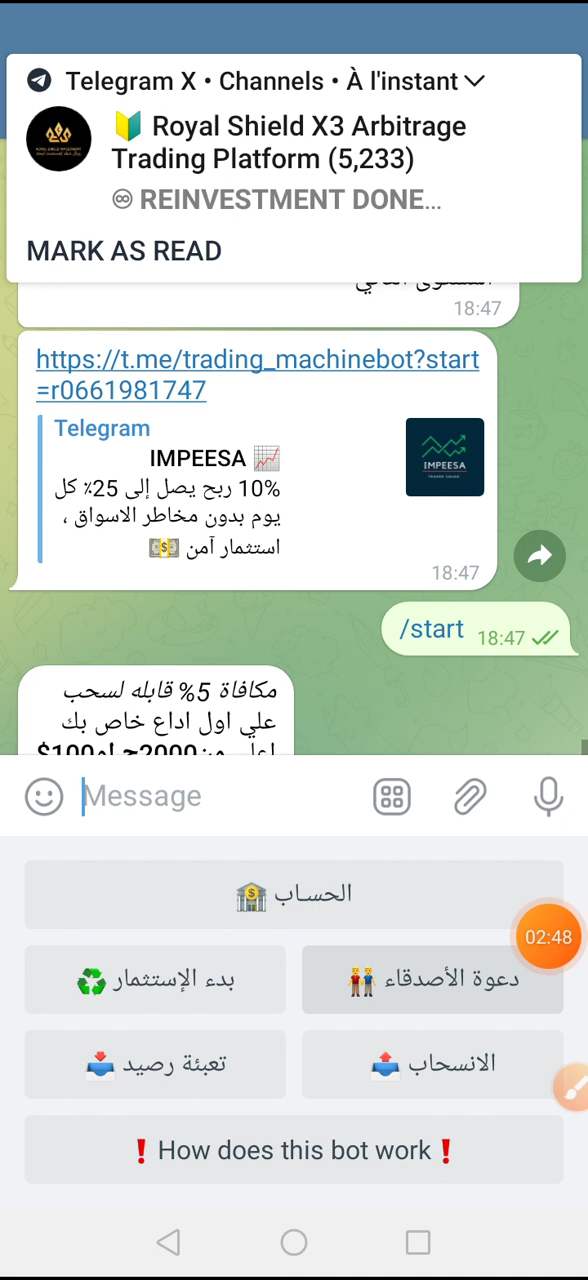 Telegram X • Channels • À l'instant
🔰 Royal Shield X3 Arbitrage
Trading Platform (5,233)
♾ REINVESTMENT DONE...
MARK AS READ
18:47
https://t.me/trading_machinebot?start
=r0661981747
Telegram
IMPEESA 📈
10% ربح يصل إلى 25٪ كل
يوم بدون مخاطر الاسواق ،
استثمار آمن 💵
IMPEESA
18:47
/start
18:47
مكافاة 5% قابله لسحب
علي اول اداع خاص بك
Message
الحساب 🏦
02:48
بدء الإستثمار ♻️
دعوة الأصدقاء 👬
تعبئة رصيد 📥
الانسحاب 📤
❗ How does this bot work ❗